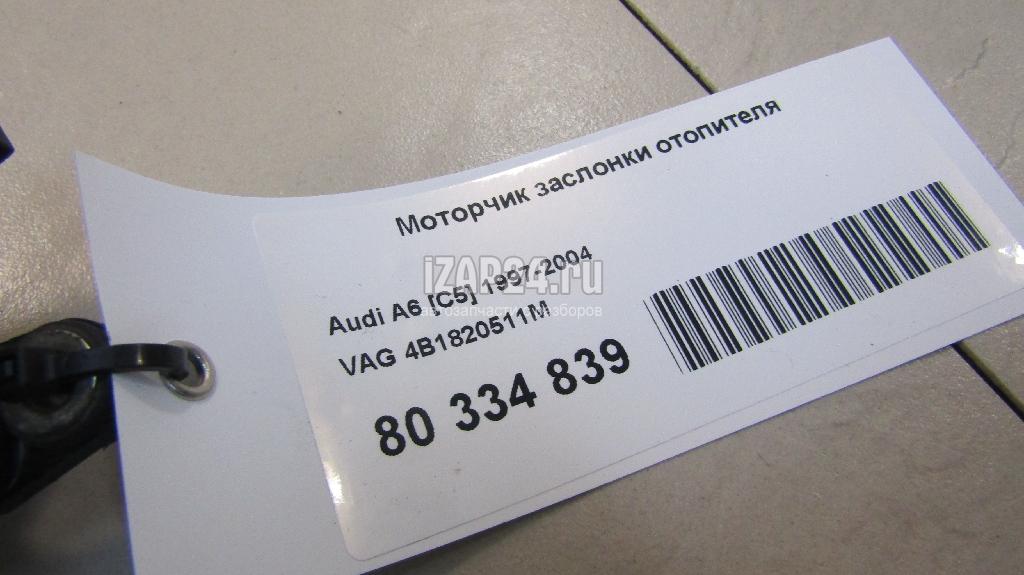 Моторчик заслонки отопителя
Audi A6 [C5] 1997-2004
iZAP24.ru
автозапчасти с разборов
VAG 4B1820511M
80 334 839